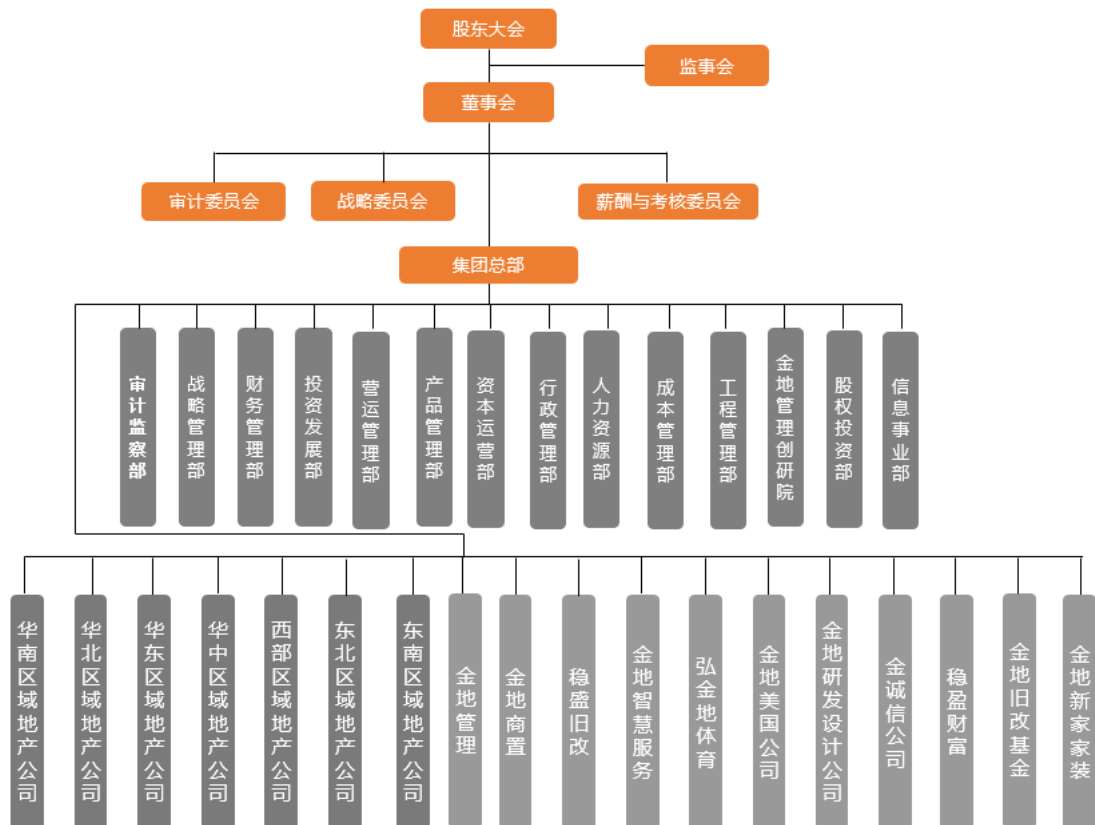 股东大会
监事会
董事会
审计委员会
战略委员会
薪酬与考核委员会
集团总部
审计监察部
战略管理部
财务管理部
投资发展部
营运管理部
产品管理部
资本运营部
行政管理部
人力资源部
成本管理部
工程管理部
金地管理创研院
股权投资部
信息事业部
华南区域地产公司
华北区域地产公司
华东区域地产公司
华中区域地产公司
西部区域地产公司
东北区域地产公司
东南区域地产公司
金地管理
金地商置
稳盛旧改
金地智慧服务
弘金地体育
金地美国公司
金地研发设计公司
金诚信公司
稳盈财富
金地旧改基金
金地新家家装